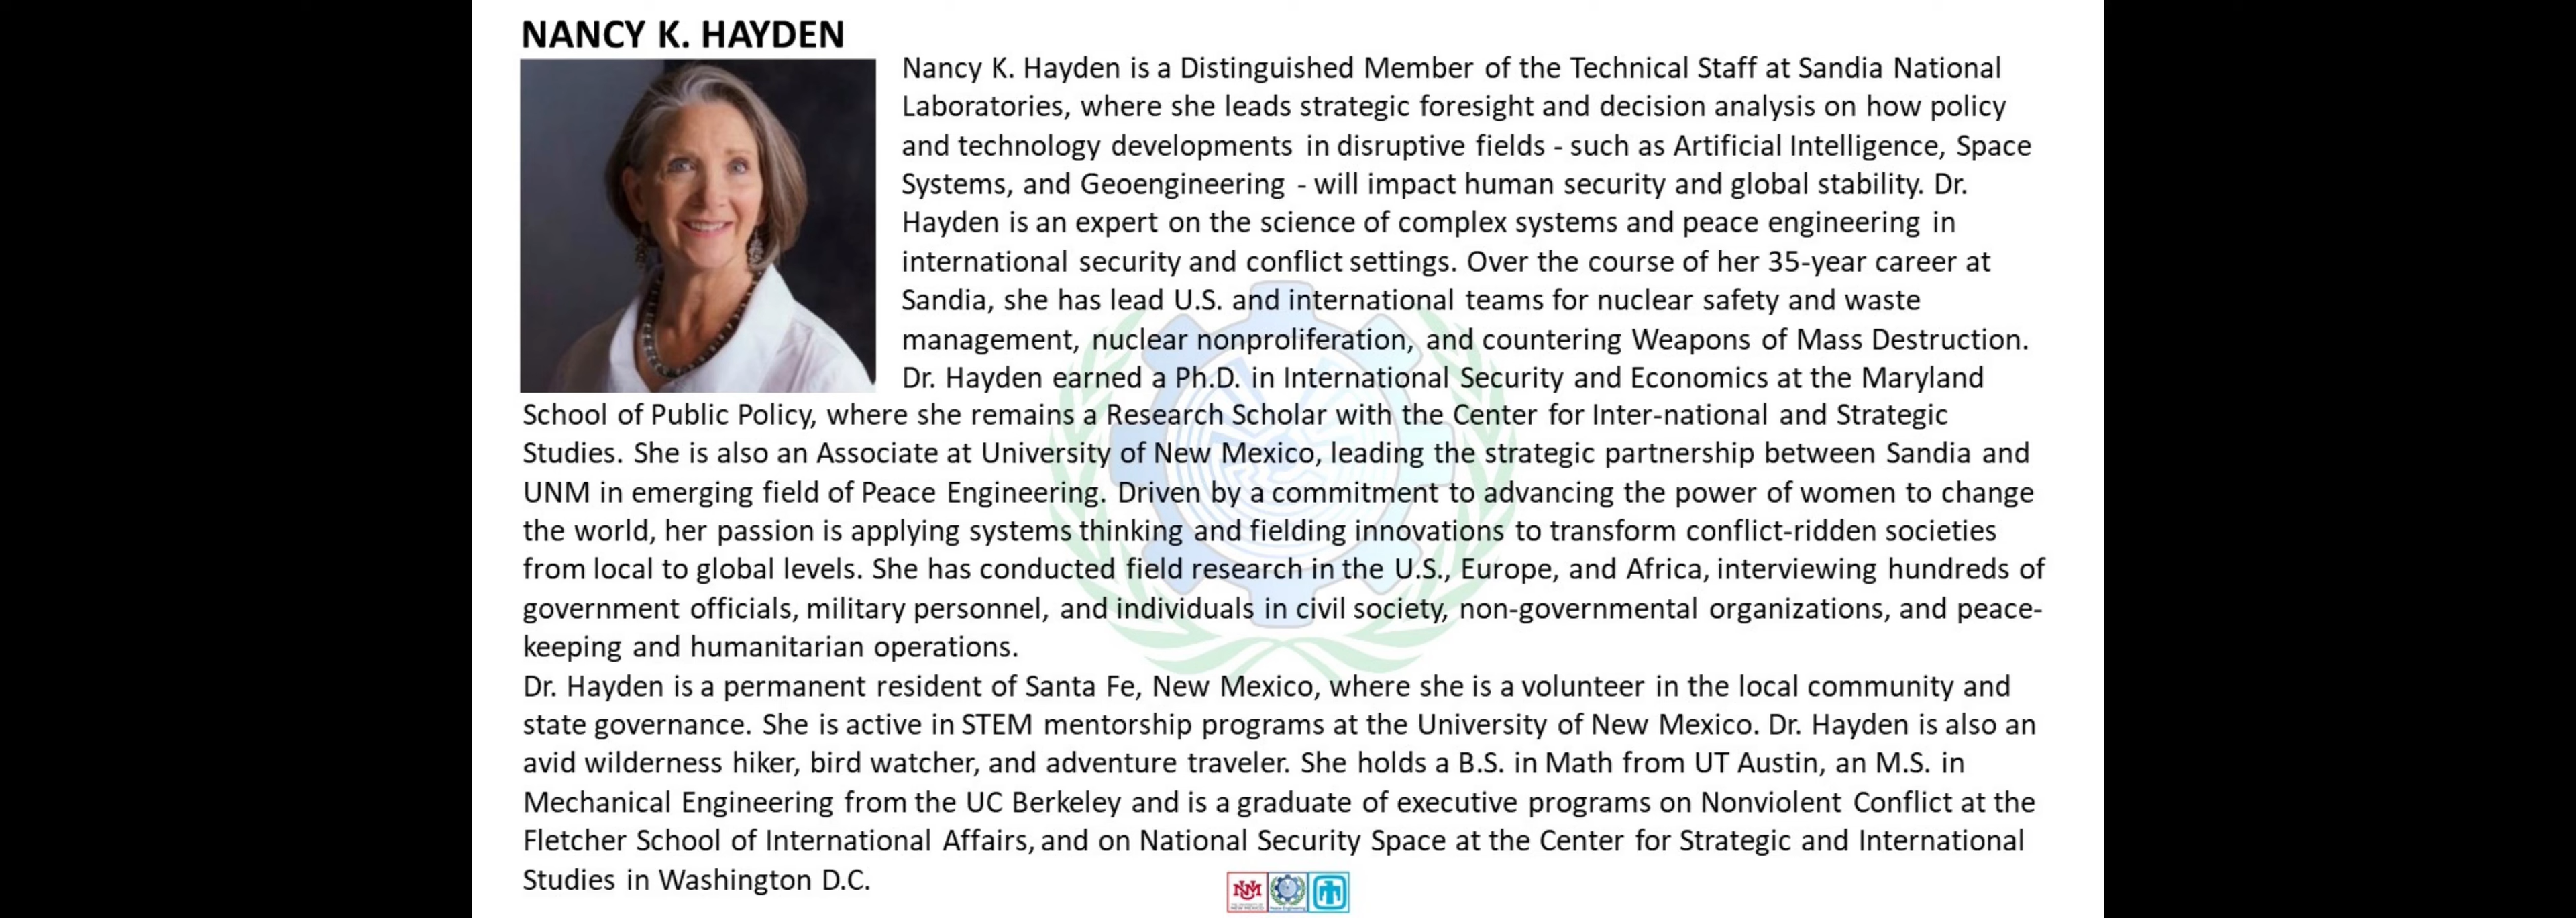 NANCY K. HAYDEN
Nancy K. Hayden is a Distinguished Member of the Technical Staff at Sandia National
Laboratories, where she leads strategic foresight and decision analysis on how policy
and technology developments in disruptive fields - such as Artificial Intelligence, Space
Systems, and Geoengineering - will impact human security and global stability. Dr.
Hayden is an expert on the science of complex systems and peace engineering in
international security and conflict settings. Over the course of her 35-year career at
Sandia, she has lead U.S. and international teams for nuclear safety and waste
management, nuclear nonproliferation, and countering Weapons of Mass Destruction.
Dr. Hayden earned a Ph.D. in International Security and Economics at the Maryland
School of Public Policy, where she remains a Research Scholar with the Center for Inter-national and Strategic
Studies. She is also an Associate at University of New Mexico, leading the strategic partnership between Sandia and
UNM in emerging field of Peace Engineering. Driven by a commitment to advancing the power of women to change
the world, her passion is applying systems thinking and fielding innovations to transform conflict-ridden societies
from local to global levels. She has conducted field research in the U.S., Europe, and Africa, interviewing hundreds of
government officials, military personnel, and individuals in civil society, non-governmental organizations, and peace-
keeping and humanitarian operations.
Dr. Hayden is a permanent resident of Santa Fe, New Mexico, where she is a volunteer in the local community and
state governance. She is active in STEM mentorship programs at the University of New Mexico. Dr. Hayden is also an
avid wilderness hiker, bird watcher, and adventure traveler. She holds a B.S. in Math from UT Austin, an M.S. in
Mechanical Engineering from the UC Berkeley and is a graduate of executive programs on Nonviolent Conflict at the
Fletcher School of International Affairs, and on National Security Space at the Center for Strategic and International
Studies in Washington D.C.
NM